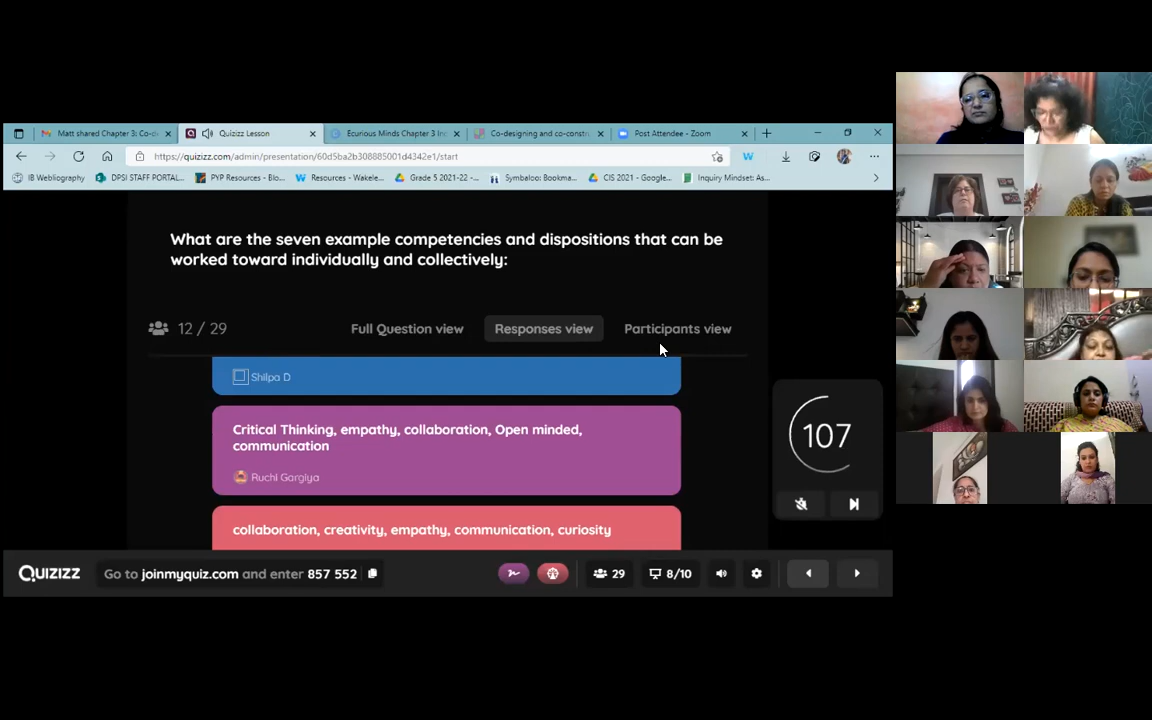 Matt shared Chapter 3: Co-d
Quizizz Lesson
Ecurious Minds Chapter 3 In
Co-designing and co-constr
Post Attendee - Zoom
https://quizizz.com/admin/presentation/60d5ba2b308885001d4342e1/start
IB Webliography
DPSI STAFF PORTAL...
PYP Resources - Blo...
Resources - Wakele...
Grade 5 2021-22 -...
Symbaloo: Bookma...
CIS 2021 - Google...
Inquiry Mindset: As...
What are the seven example competencies and dispositions that can be
worked toward individually and collectively:
12 / 29
Full Question view
Responses view
Participants view
Shilpa D
Critical Thinking, empathy, collaboration, Open minded,
communication
Ruchi Gargiya
collaboration, creativity, empathy, communication, curiosity
107
QUIZIZZ
Go to joinmyquiz.com and enter 857 552
29
8/10